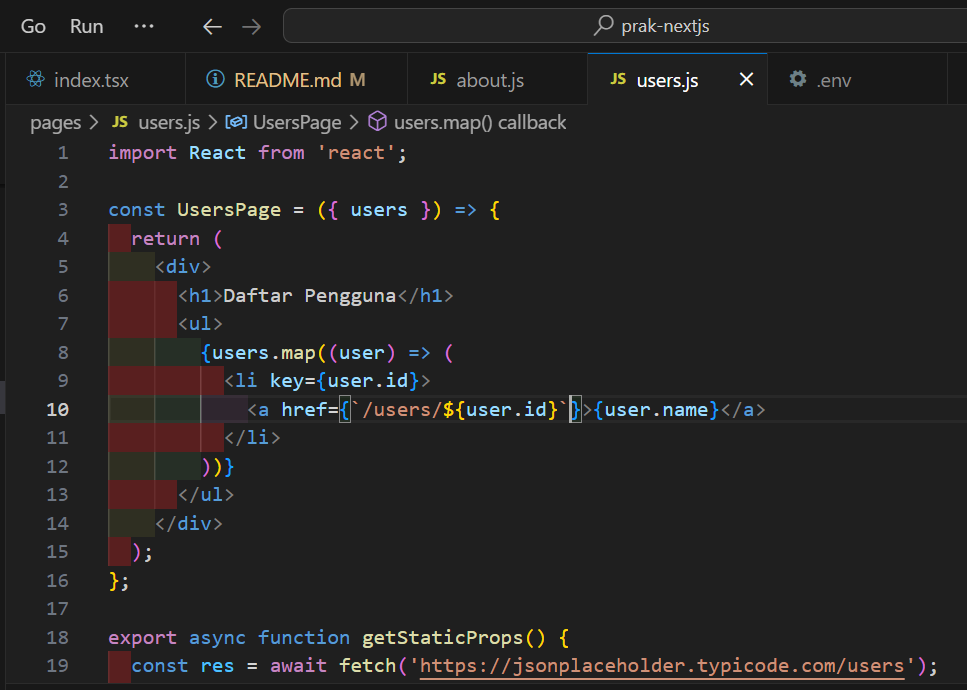 Go Run ··· ← → prak-nextjs
index.tsx README.md M JS about.js JS users.js × .env
pages > JS users.js > UsersPage > users.map() callback
1 import React from 'react';
2
3 const UsersPage = ({ users }) => {
4 return (
5 <div>
6 <h1>Daftar Pengguna</h1>
7 <ul>
8 {users.map((user) => (
9 <li key={user.id}>
10 <a href={`/users/${user.id}`}>{user.name}</a>
11 </li>
12 ))}
13 </ul>
14 </div>
15 );
16 };
17
18 export async function getStaticProps() {
19 const res = await fetch('https://jsonplaceholder.typicode.com/users');